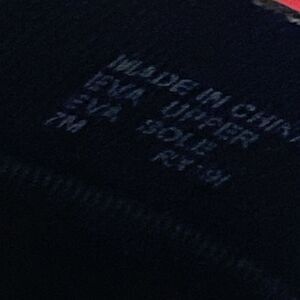 MADE IN CHINA
EVA UPPER
EVA SOLE
7M